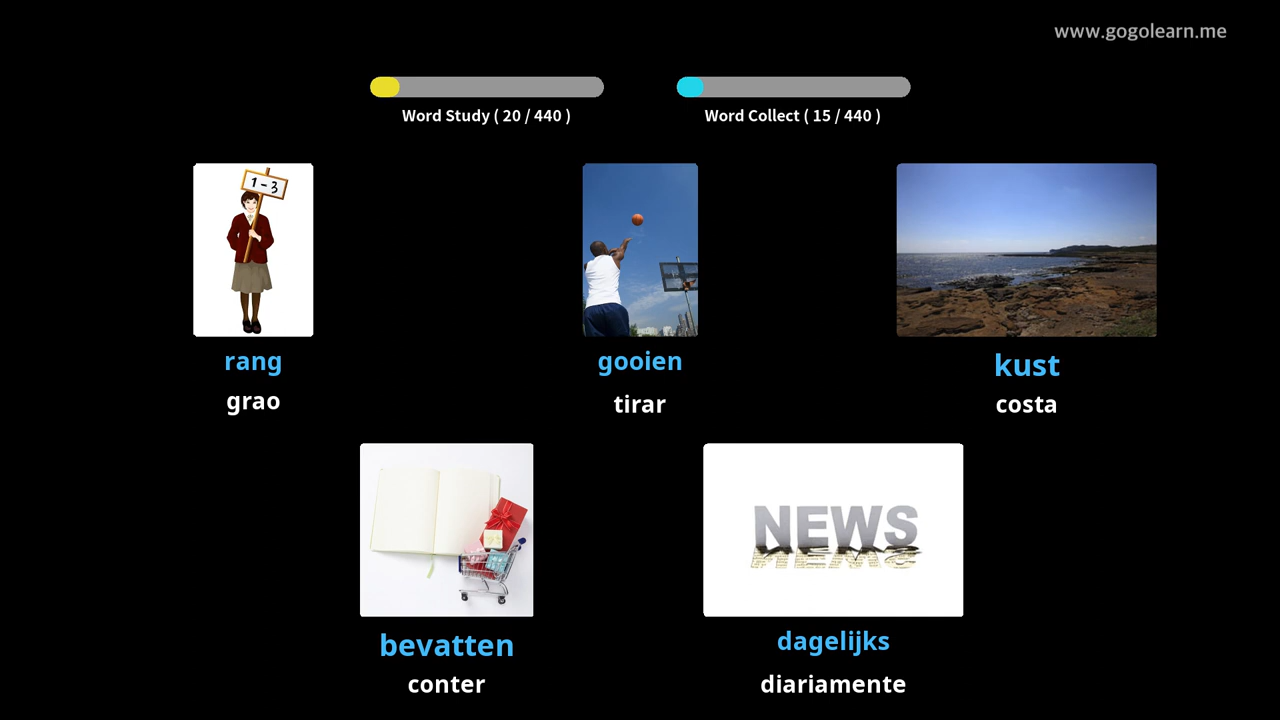 www.gogolearn.me
Word Study ( 20 / 440 )
Word Collect ( 15 / 440 )
1 - 3
rang
grao
gooien
tirar
kust
costa
NEWS
bevatten
conter
dagelijks
diariamente